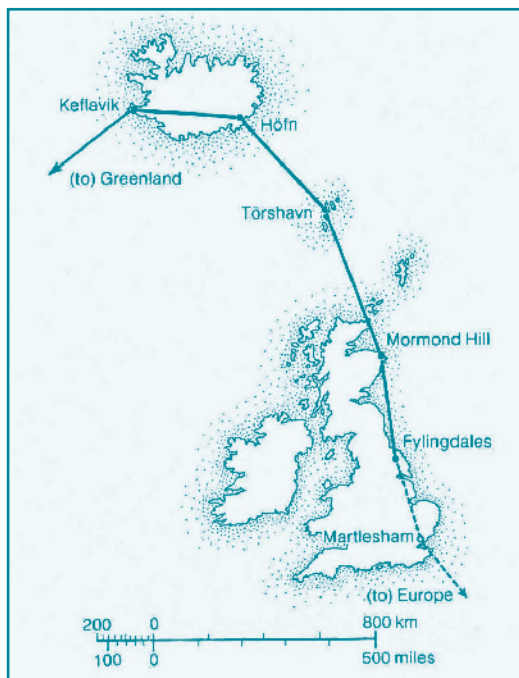 Keflavik
Höfn
(to) Greenland
Törshavn
Mormond Hill
Fylingdales
Martlesham
(to) Europe
200 0 800 km
100 0 500 miles